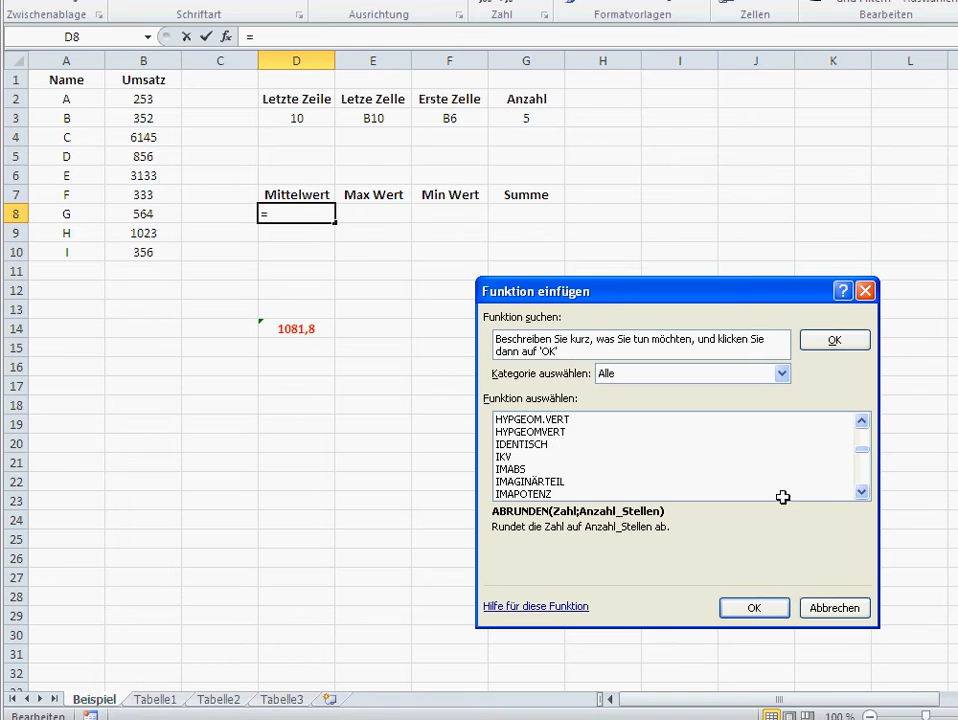 Zwischenablage Schriftart Ausrichtung Zahl Formatvorlagen Zellen Bearbeiten
D8 fx =
A B C D E F G H I J K L
1 Name Umsatz
2 A 253 Letzte Zeile Letze Zelle Erste Zelle Anzahl
3 B 352 10 B10 B6 5
4 C 6145
5 D 856
6 E 3133
7 F 333 Mittelwert Max Wert Min Wert Summe
8 G 564 =
9 H 1023
10 I 356
11
12
13
14 1081,8
15
16
17
18
19
20
21
22
23
24
25
26
27
28
29
30
31
32
Funktion einfügen
Funktion suchen:
Beschreiben Sie kurz, was Sie tun möchten, und klicken Sie
dann auf 'OK'
OK
Kategorie auswählen: Alle
Funktion auswählen:
HYPGEOM.VERT
HYPGEOMVERT
IDENTISCH
IKV
IMABS
IMAGINÄRTEIL
IMAPOTENZ
ABRUNDEN(Zahl;Anzahl_Stellen)
Rundet die Zahl auf Anzahl_Stellen ab.
Hilfe für diese Funktion OK Abbrechen
Beispiel Tabelle1 Tabelle2 Tabelle3
Bearbeiten 100 %